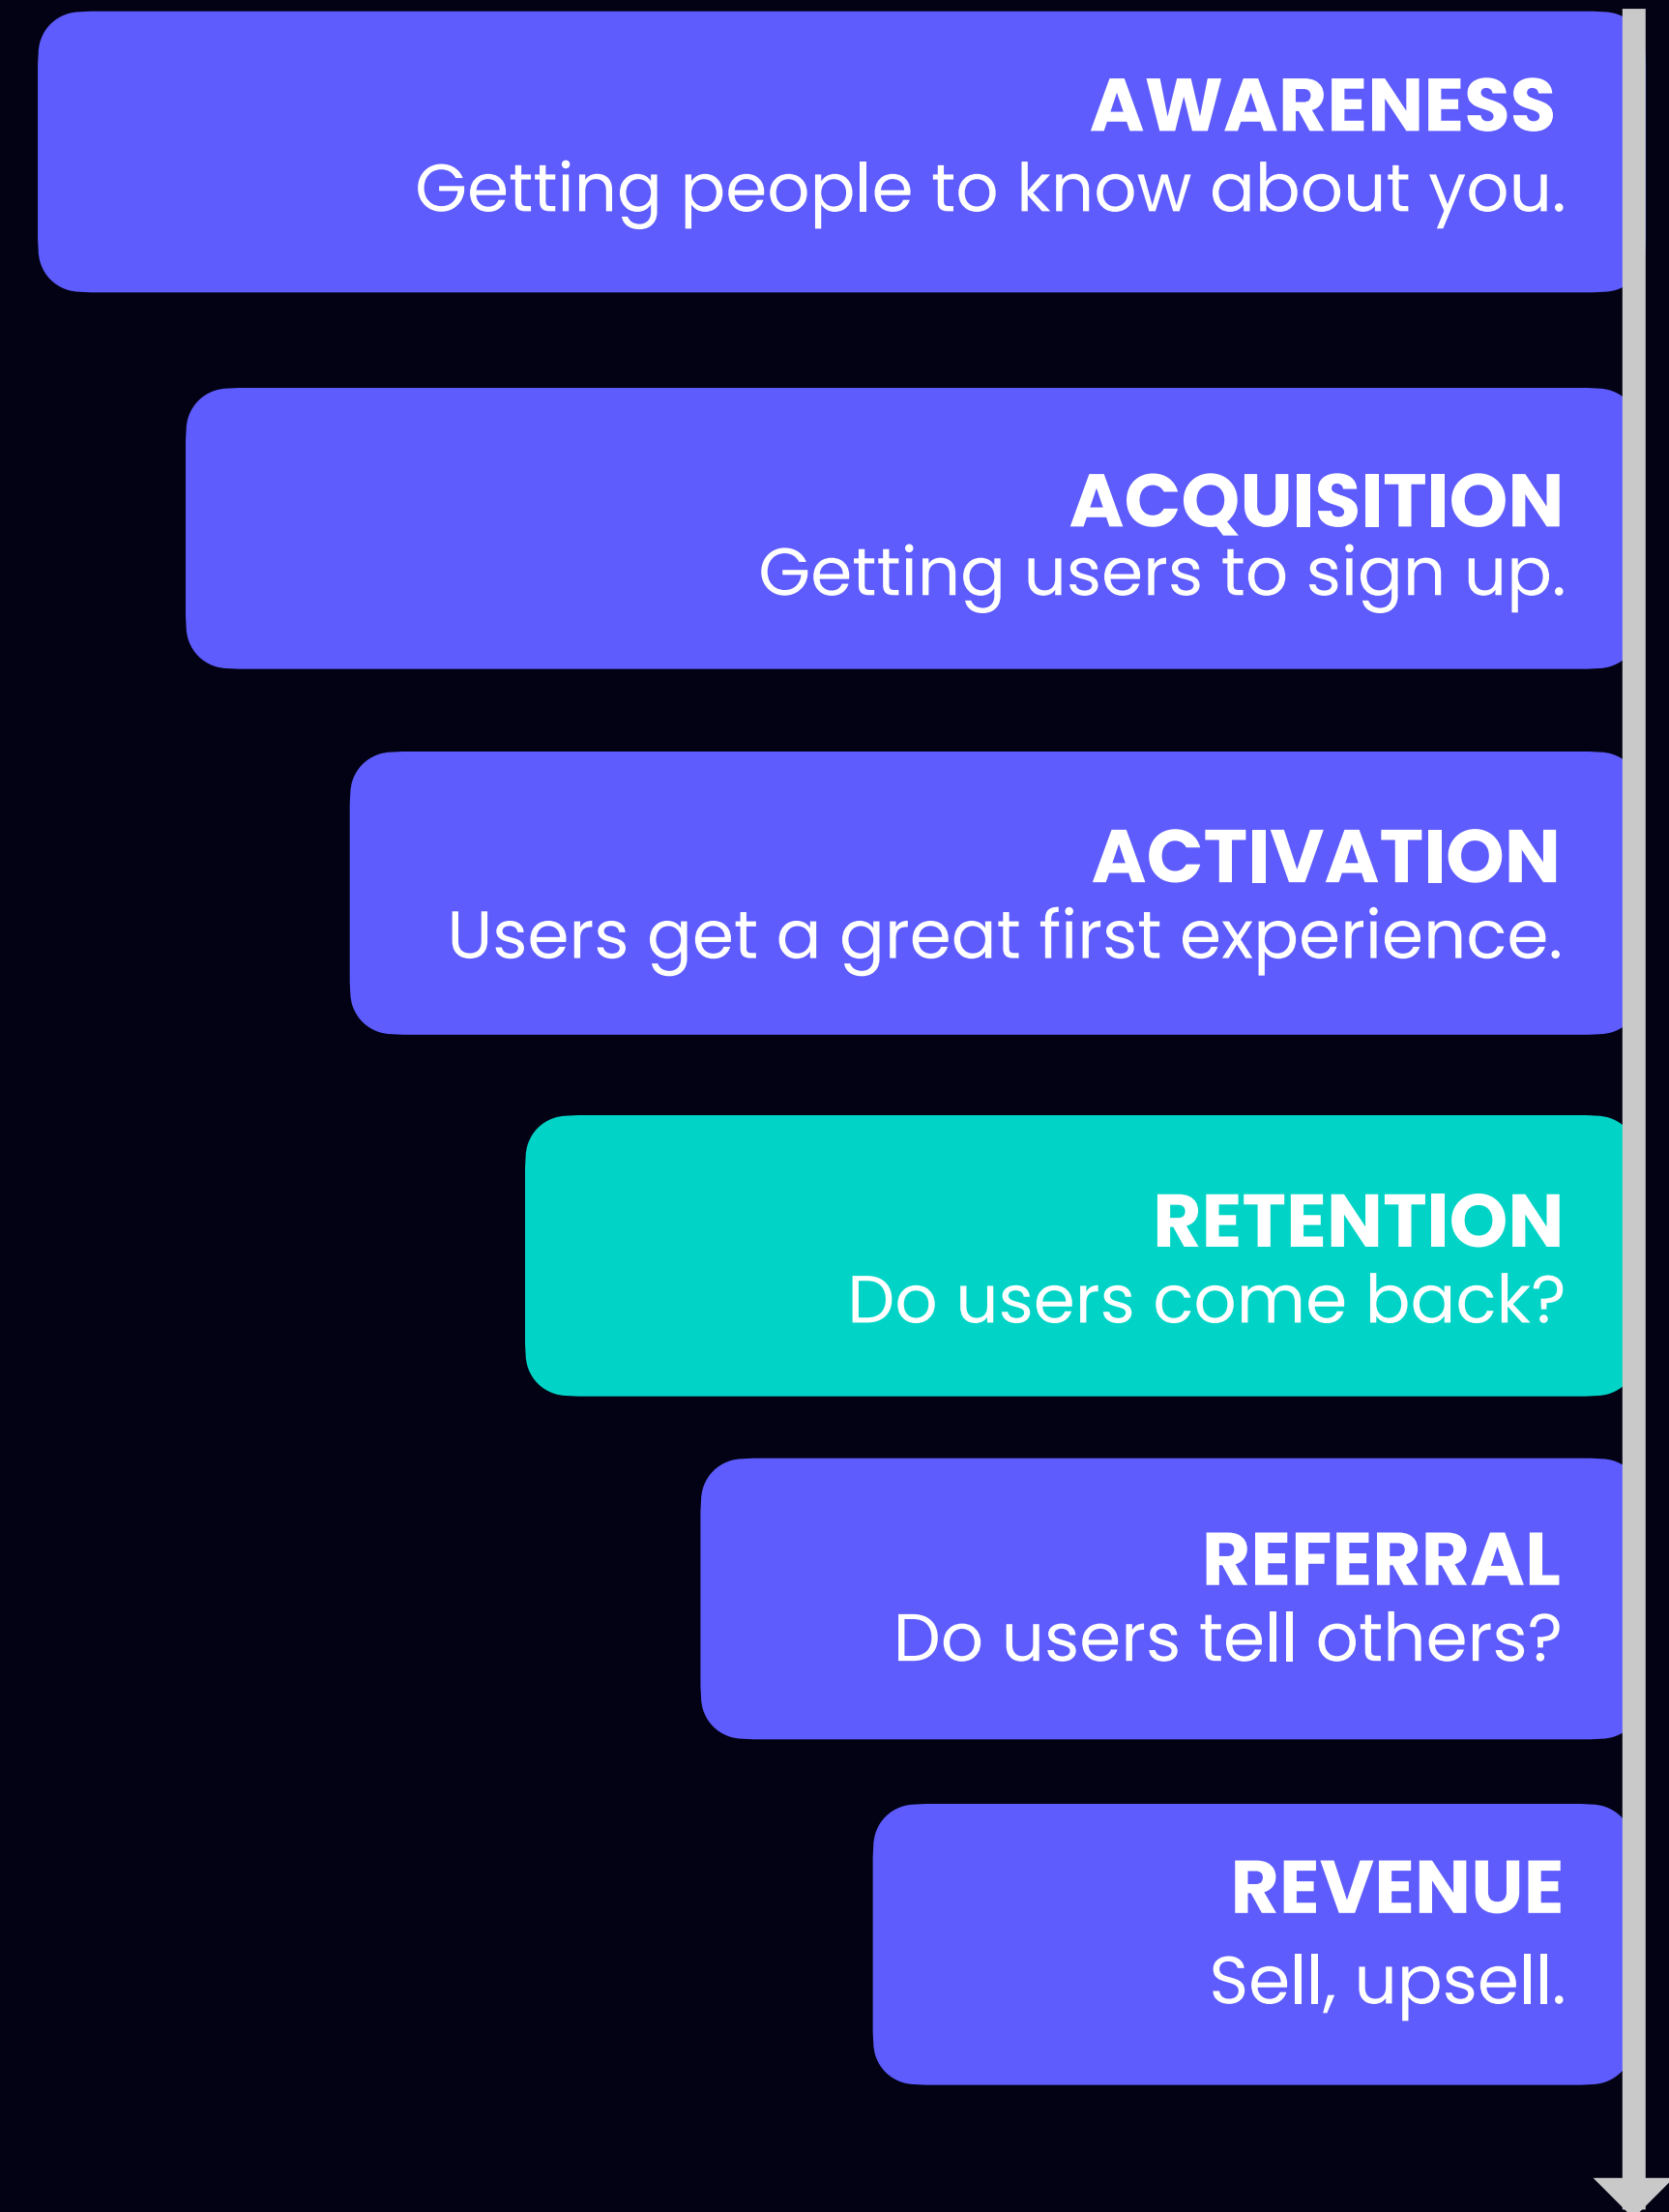 AWARENESS
Getting people to know about you.
ACQUISITION
Getting users to sign up.
ACTIVATION
Users get a great first experience.
RETENTION
Do users come back?
REFERRAL
Do users tell others?
REVENUE
Sell, upsell.